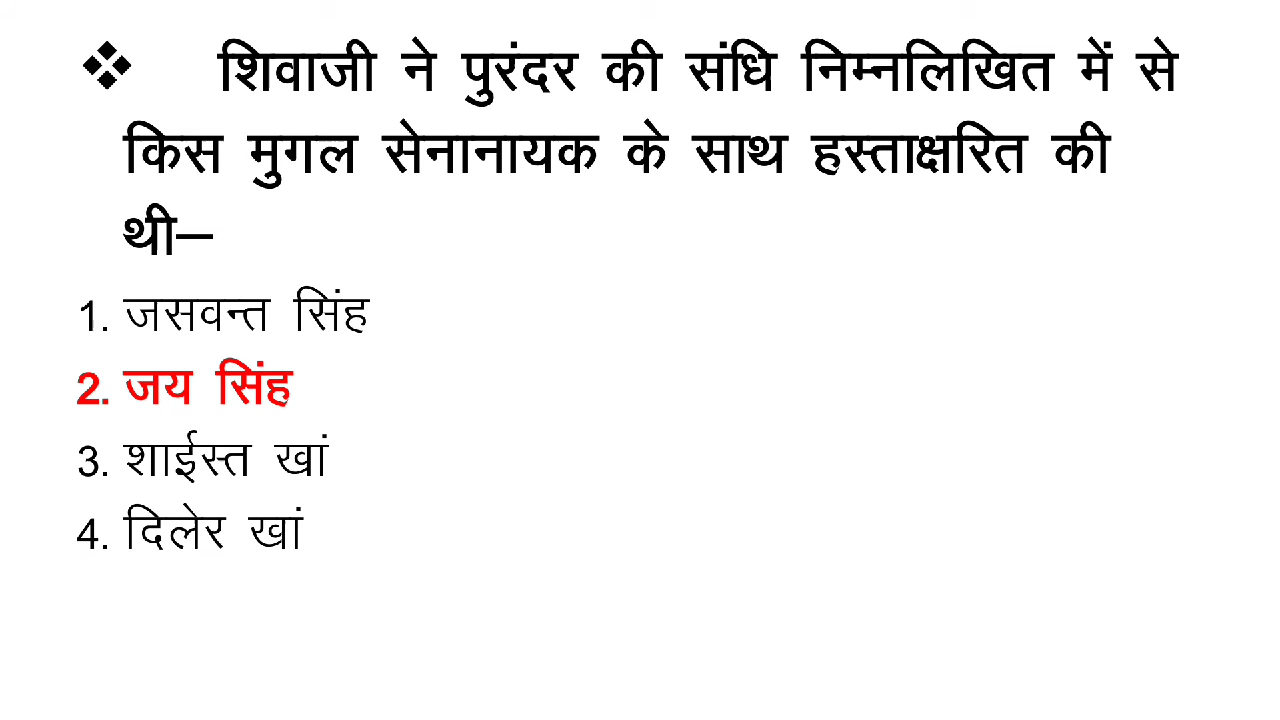 ❖ शिवाजी ने पुरंदर की संधि निम्नलिखित में से
किस मुगल सेनानायक के साथ हस्ताक्षरित की
थी–
1. जसवन्त सिंह
2. जय सिंह
3. शाईस्त खां
4. दिलेर खां